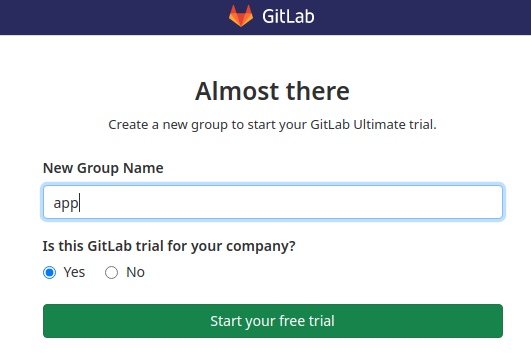 GitLab
Almost there
Create a new group to start your GitLab Ultimate trial.
New Group Name
app
Is this GitLab trial for your company?
Yes No
Start your free trial